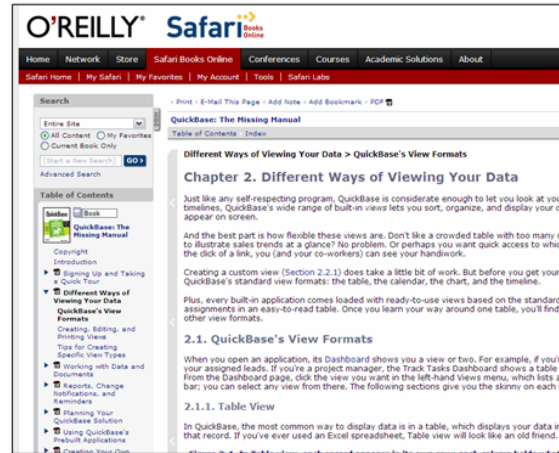 O'REILLY® Safari Books Online
Home Network Store Safari Books Online Conferences Courses Academic Solutions About
Safari Home | My Safari | My Favorites | My Account | Tools | Safari Labs
Search
Entire Site
All Content My Favorites
Current Book Only
[Start a New Search] GO
Advanced Search
Table of Contents
Book
QuickBase: The
Missing Manual
Copyright
Introduction
Signing Up and Taking
a Quick Tour
Different Ways of
Viewing Your Data
QuickBase's View
Formats
Creating, Editing, and
Printing Views
Tips for Creating
Specific View Types
Working with Data and
Documents
Reports, Change
Notifications, and
Reminders
Planning Your
QuickBase Solution
Using QuickBase's
Prebuilt Applications
Creating Your Own
Print - E-Mail This Page - Add Note - Add Bookmark - PDF
QuickBase: The Missing Manual
Table of Contents Index
Different Ways of Viewing Your Data > QuickBase's View Formats
Chapter 2. Different Ways of Viewing Your Data
Just like any self-respecting program, QuickBase is considerate enough to let you look at you
timelines, QuickBase's wide range of built-in views lets you sort, organize, and display your
appear on screen.
And the best part is how flexible these views are. Don't like a crowded table with too many
to illustrate sales trends at a glance? No problem. Or perhaps you want quick access to whic
the click of a link, you (and your co-workers) can see your handiwork.
Creating a custom view (Section 2.2.1) does take a little bit of work. But before you get your
QuickBase's standard view formats: the table, the calendar, the chart, and the timeline.
Plus, every built-in application comes loaded with ready-to-use views based on the standard
assignments in an easy-to-read table. Once you learn your way around one table, you'll find
other view formats.
2.1. QuickBase's View Formats
When you open an application, its Dashboard shows you a view or two. For example, if you'r
your assigned leads. If you're a project manager, the Track Tasks Dashboard shows a table
From the Dashboard page, click the view you want in the left-hand Views menu, which lists a
bar; you can select any view from there. The following sections give you the skinny on each
2.1.1. Table View
In QuickBase, the most common way to display data is in a table, which displays your data i
that record. If you've ever used an Excel spreadsheet, Table view will look like an old friend.